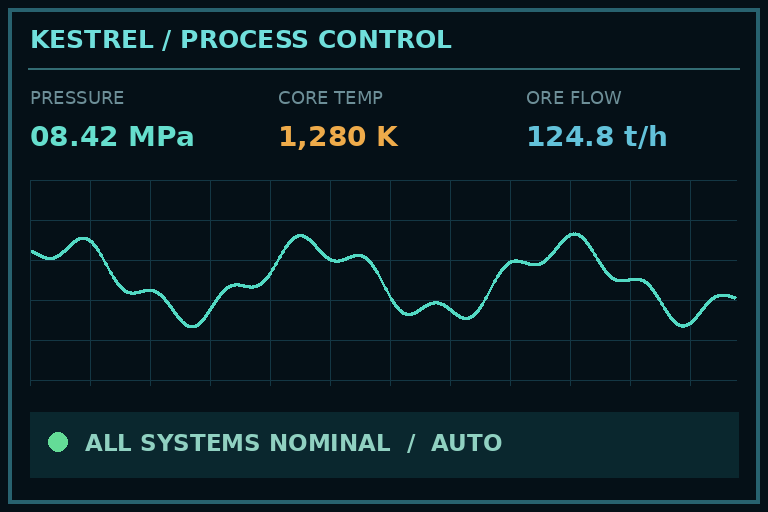 KESTREL / PROCESS CONTROL
PRESSURE CORE TEMP ORE FLOW
08.42 MPa 1,280 K 124.8 t/h
ALL SYSTEMS NOMINAL / AUTO